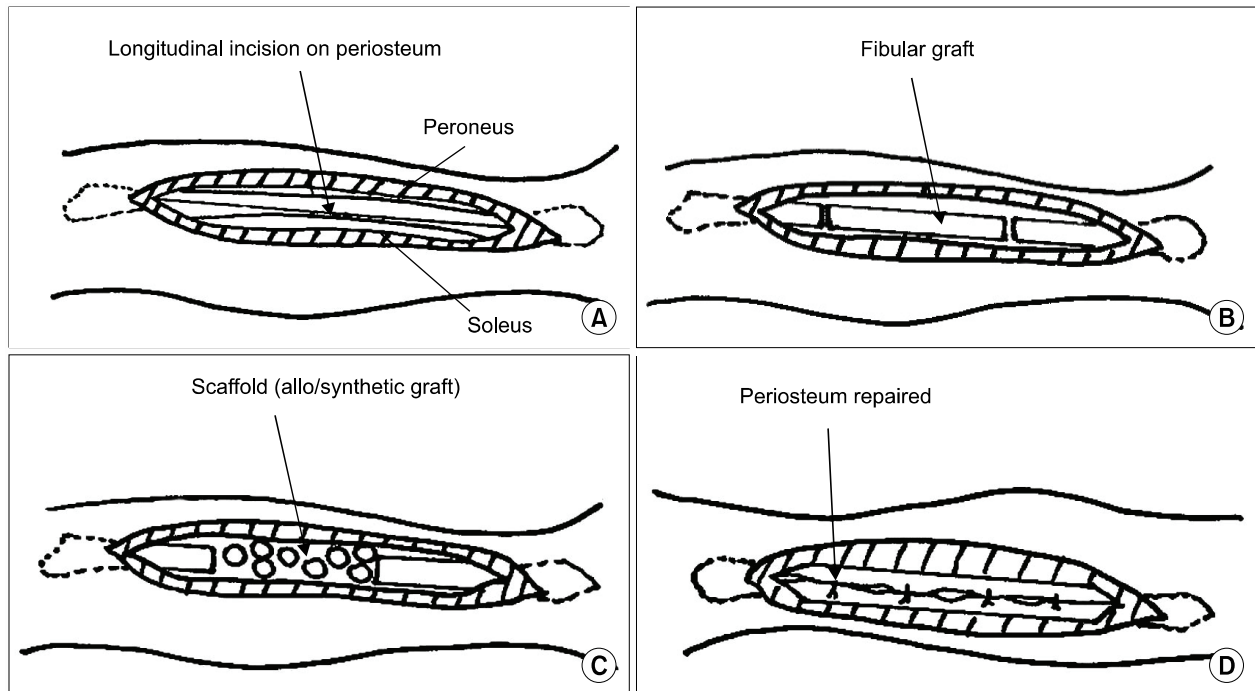 Longitudinal incision on periosteum
Peroneus
Soleus
A
Fibular graft
B
Scaffold (allo/synthetic graft)
C
Periosteum repaired
D